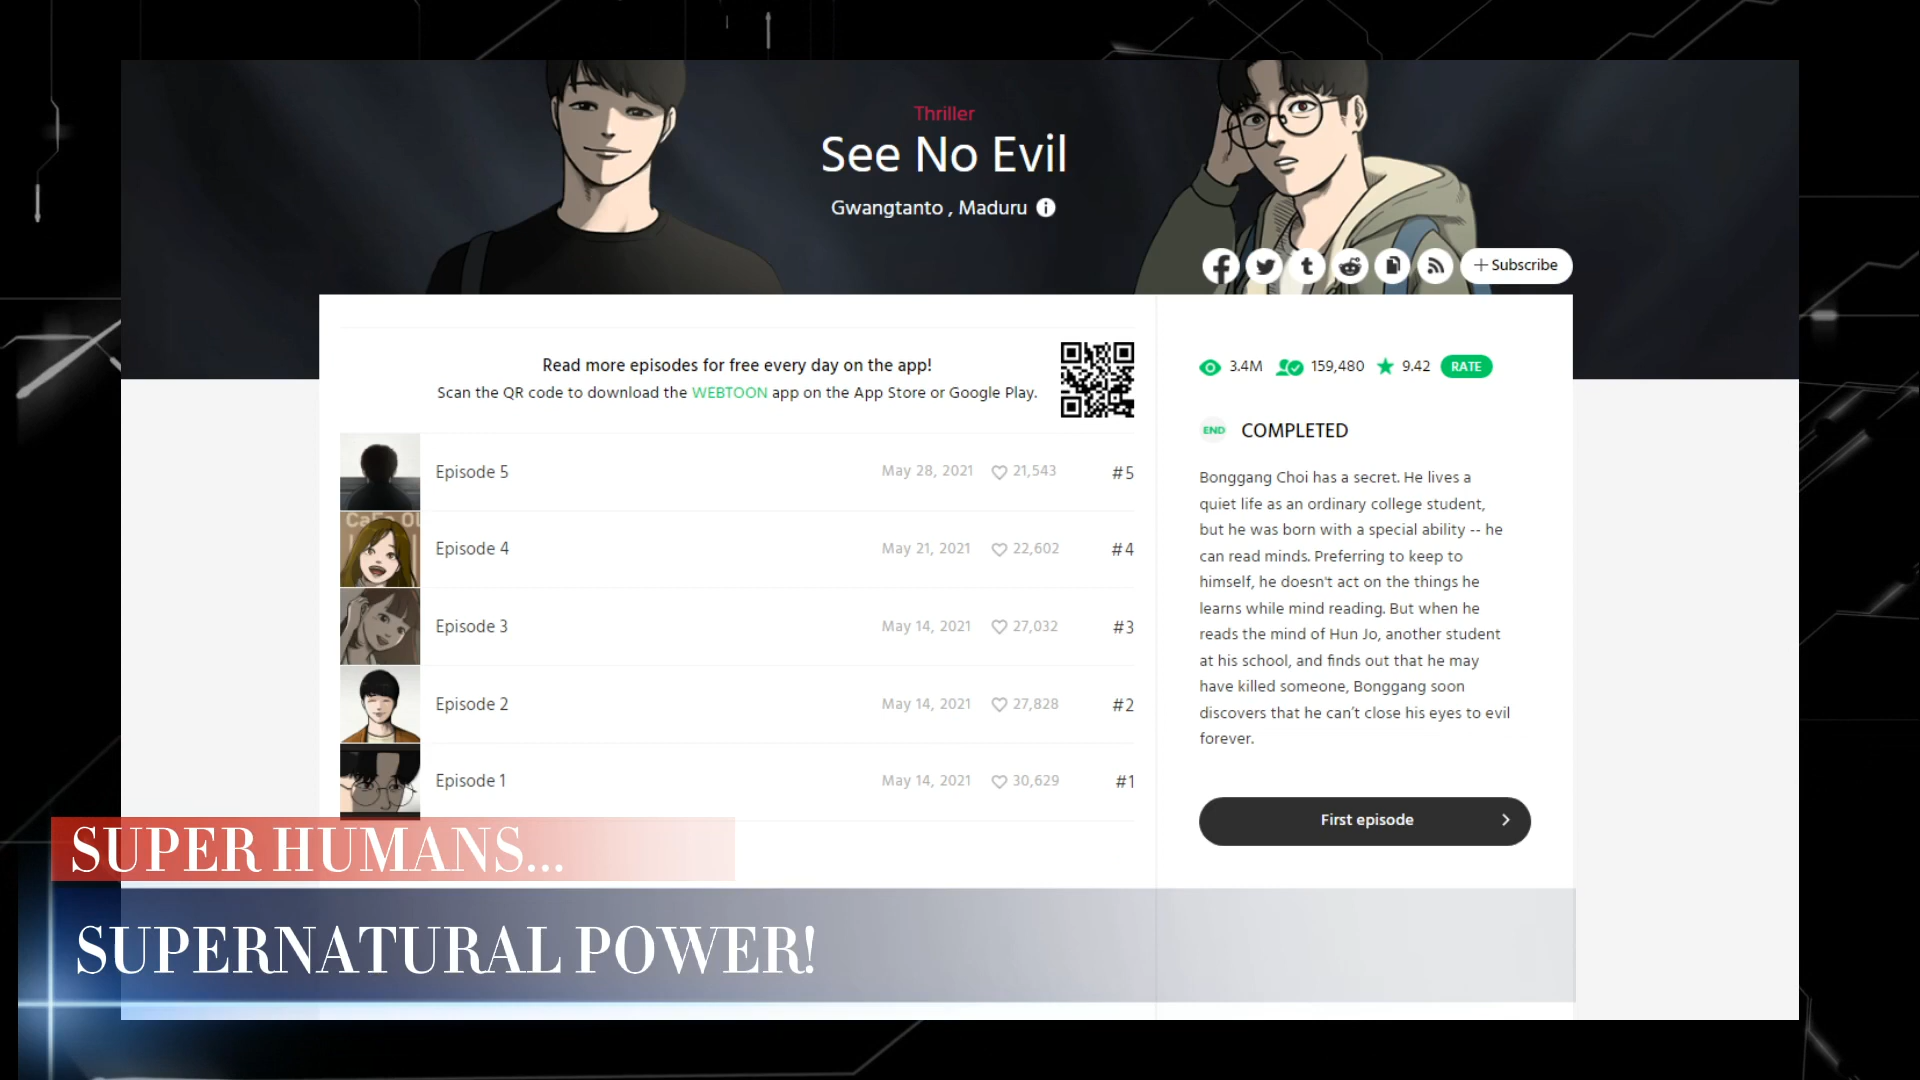 Thriller
See No Evil
Gwangtanto , Maduru
+ Subscribe
Read more episodes for free every day on the app!
Scan the QR code to download the WEBTOON app on the App Store or Google Play.
3.4M 159,480 9.42 RATE
END COMPLETED
Episode 5 May 28, 2021 21,543 #5
Episode 4 May 21, 2021 22,602 #4
Episode 3 May 14, 2021 27,032 #3
Episode 2 May 14, 2021 27,828 #2
Episode 1 May 14, 2021 30,629 #1
Bonggang Choi has a secret. He lives a
quiet life as an ordinary college student,
but he was born with a special ability -- he
can read minds. Preferring to keep to
himself, he doesn't act on the things he
learns while mind reading. But when he
reads the mind of Hun Jo, another student
at his school, and finds out that he may
have killed someone, Bonggang soon
discovers that he can’t close his eyes to evil
forever.
First episode
SUPER HUMANS...
SUPERNATURAL POWER!